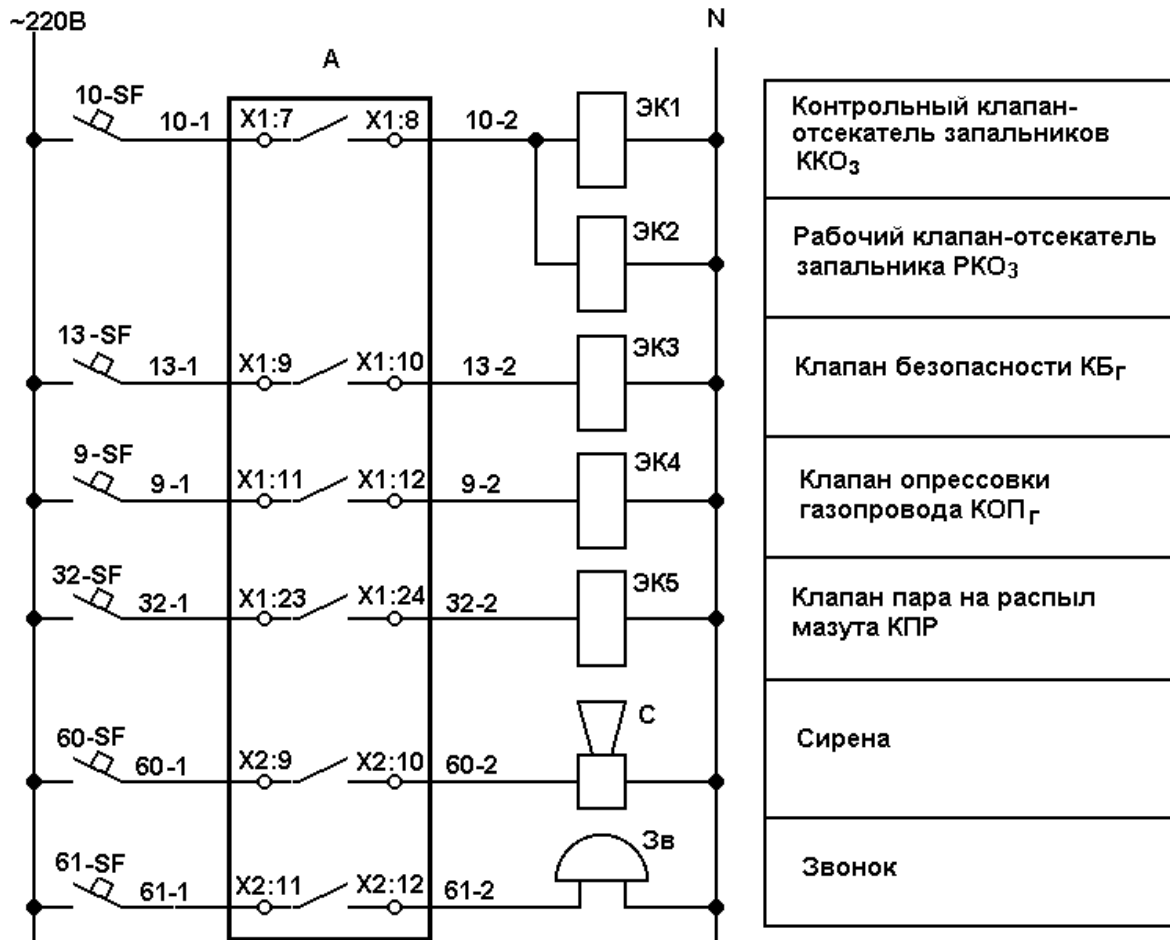 ~220В
N
А
10-SF
10-1
X1:7
X1:8
10-2
ЭК1
Контрольный клапан-
отсекатель запальников
ККОЗ
ЭК2
Рабочий клапан-отсекатель
запальника РКОЗ
13-SF
13-1
X1:9
X1:10
13-2
ЭК3
Клапан безопасности КБГ
9-SF
9-1
X1:11
X1:12
9-2
ЭК4
Клапан опрессовки
газопровода КОПГ
32-SF
32-1
X1:23
X1:24
32-2
ЭК5
Клапан пара на распыл
мазута КПР
60-SF
60-1
X2:9
X2:10
60-2
С
Сирена
61-SF
61-1
X2:11
X2:12
61-2
Зв
Звонок